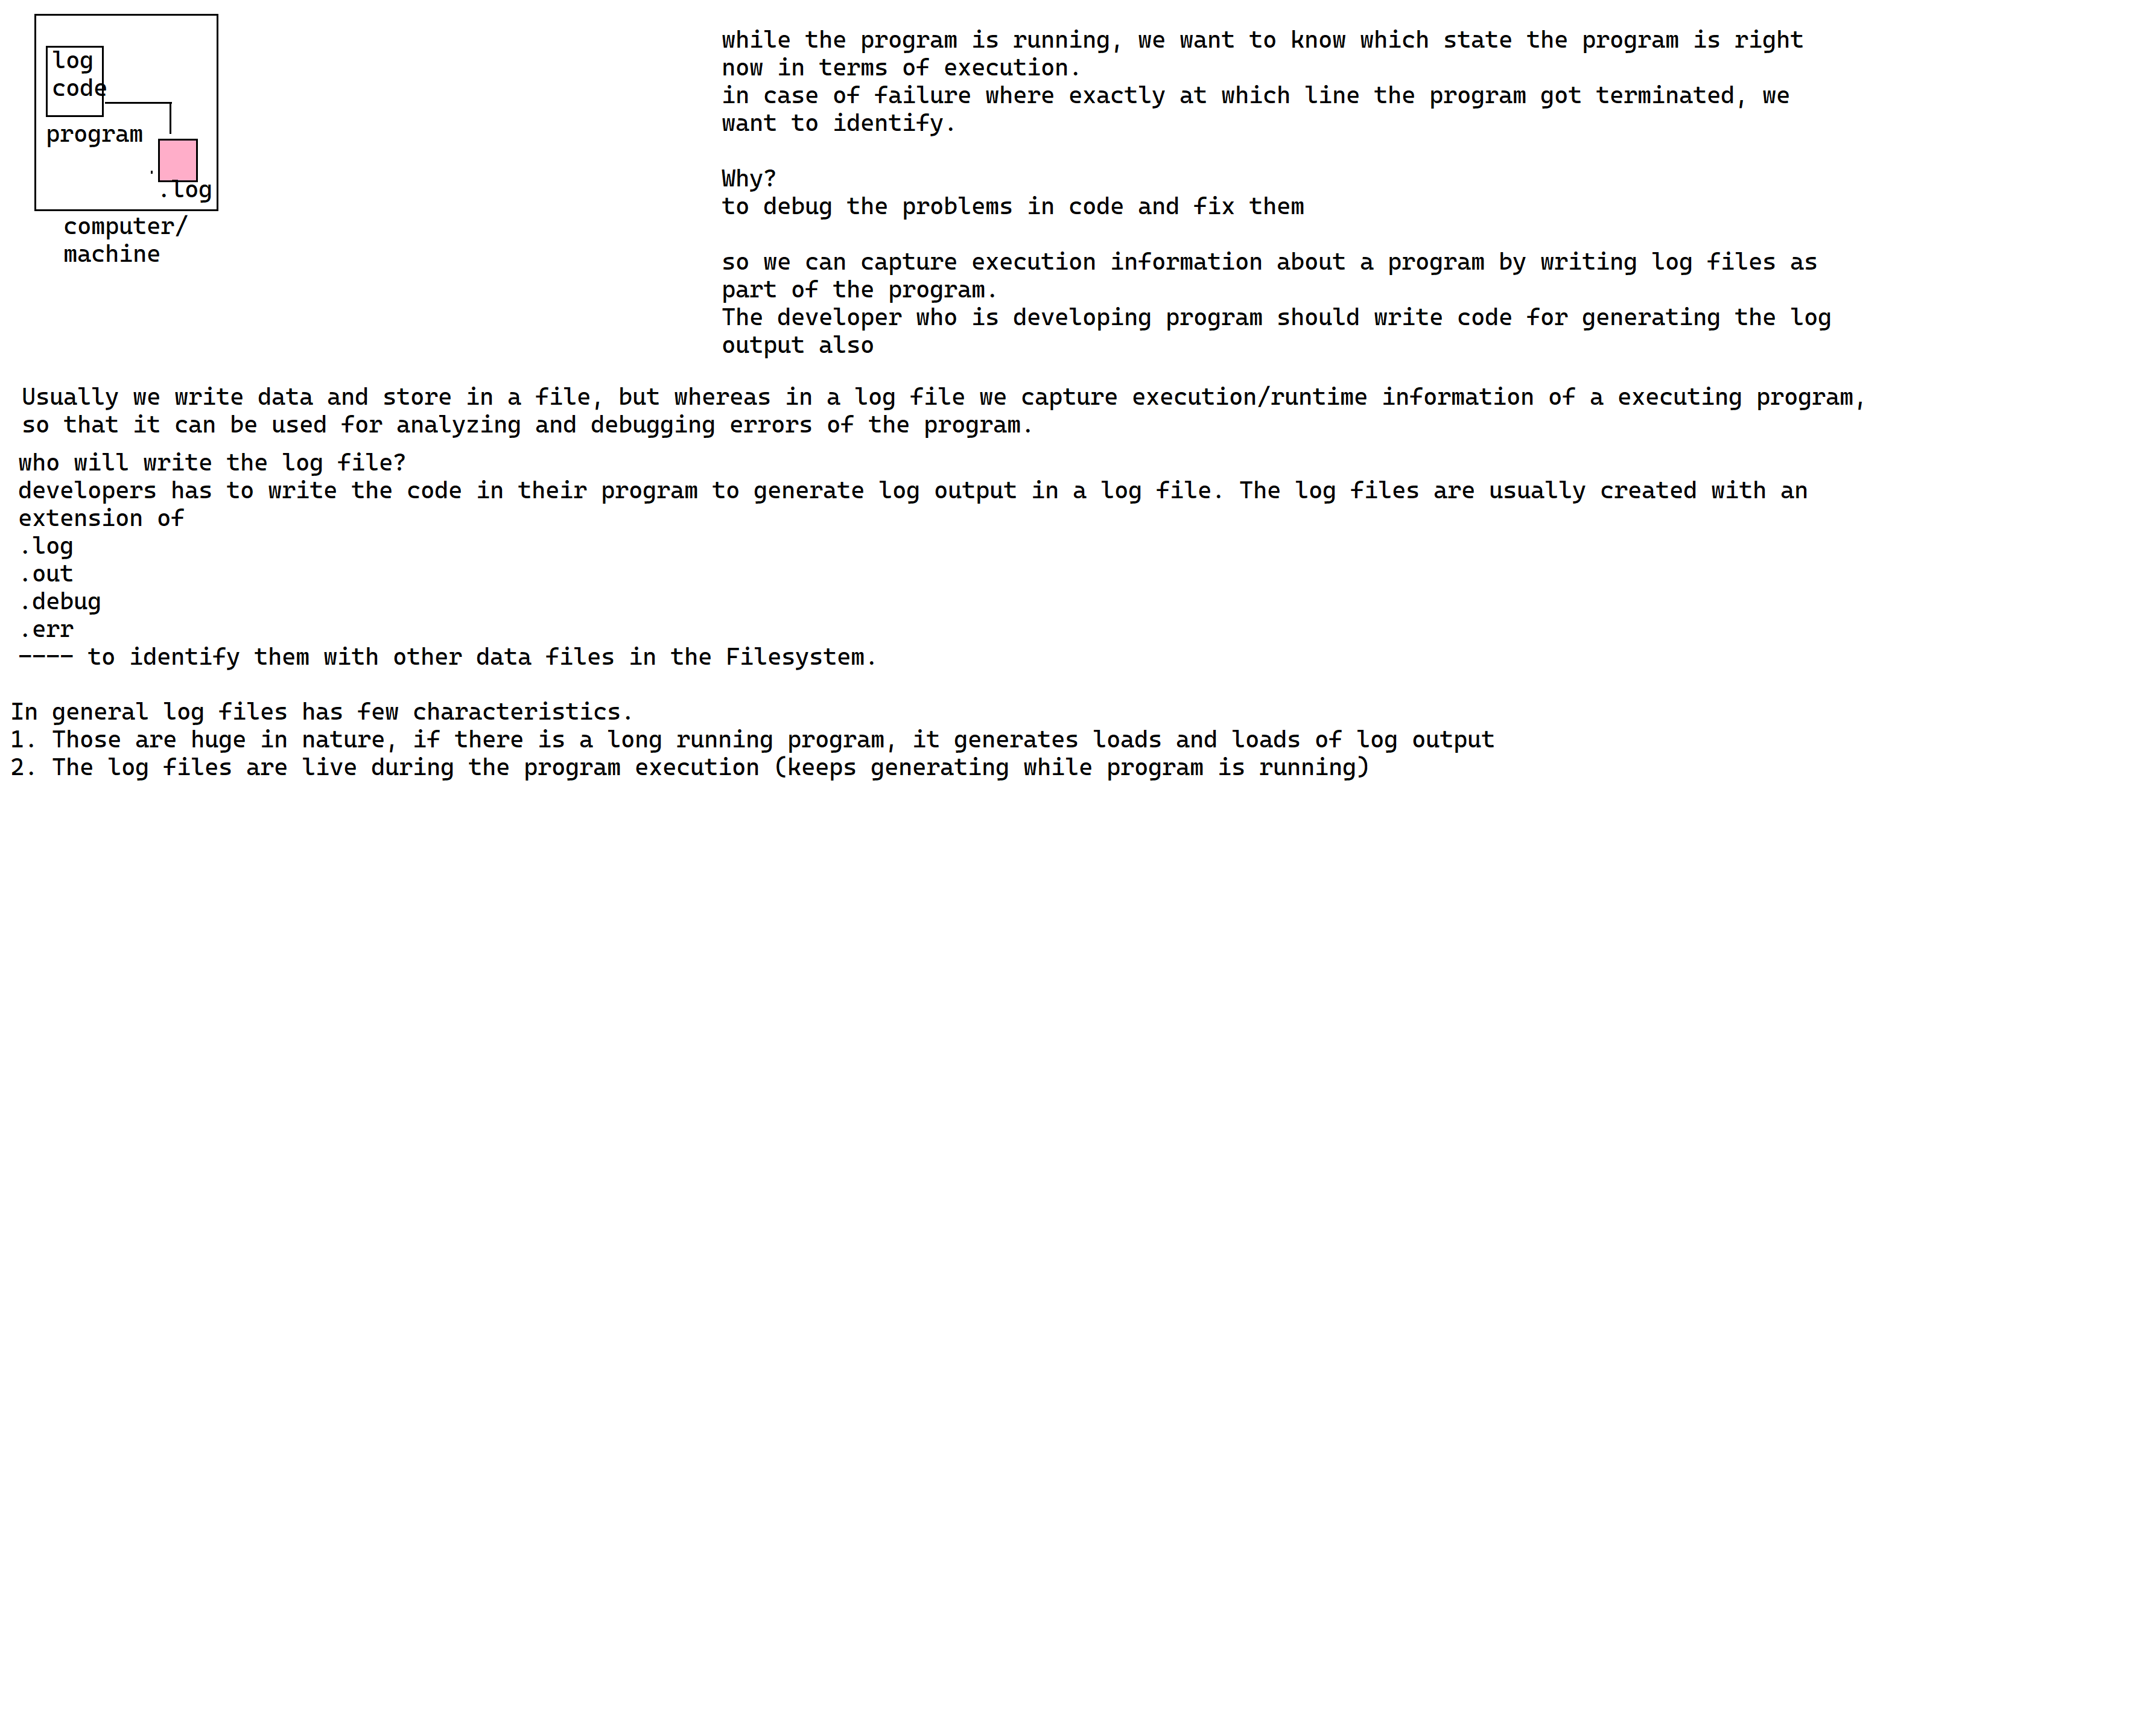 log
code
program
.log
computer/
machine
while the program is running, we want to know which state the program is right
now in terms of execution.
in case of failure where exactly at which line the program got terminated, we
want to identify.
Why?
to debug the problems in code and fix them
so we can capture execution information about a program by writing log files as
part of the program.
The developer who is developing program should write code for generating the log
output also
Usually we write data and store in a file, but whereas in a log file we capture execution/runtime information of a executing program,
so that it can be used for analyzing and debugging errors of the program.
who will write the log file?
developers has to write the code in their program to generate log output in a log file. The log files are usually created with an
extension of
.log
.out
.debug
.err
---- to identify them with other data files in the Filesystem.
In general log files has few characteristics.
1. Those are huge in nature, if there is a long running program, it generates loads and loads of log output
2. The log files are live during the program execution (keeps generating while program is running)